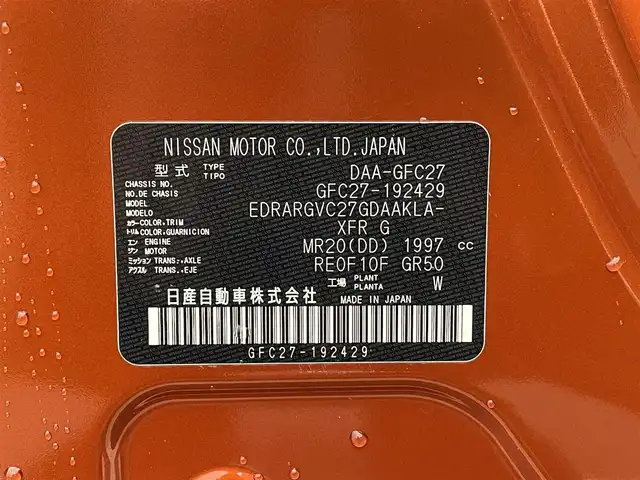 NISSAN MOTOR CO.,LTD.JAPAN
型式 TYPE TIPO DAA-GFC27
CHASSIS NO. NO DE CHASIS GFC27-192429
MODEL MODELO EDRARGVC27GDAAKLA-
カラー COLOR,TRIM トリム COLOR,GUARNICION XFR G
エンジン ENGINE MOTOR MR20(DD) 1997 cc
ミッション TRANS.,AXLE アクスル TRANS.,EJE RE0F10F GR50
工場 PLANT PLANTA W
日産自動車株式会社 MADE IN JAPAN
GFC27-192429